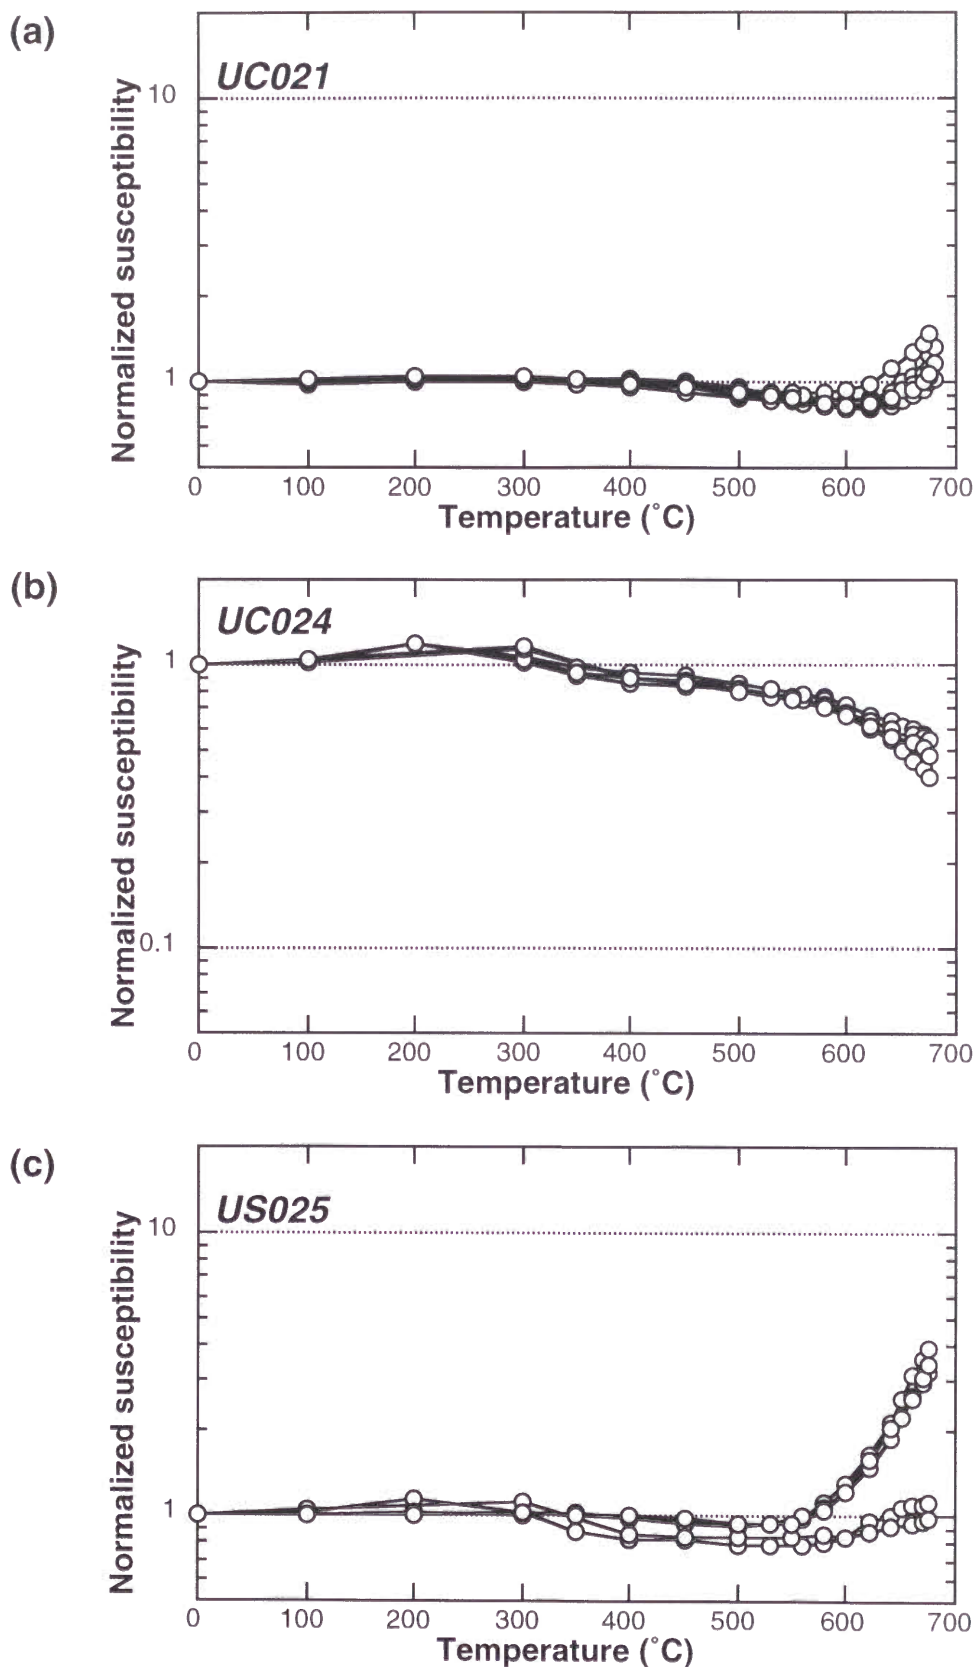 (a)
UC021
10
1
Normalized susceptibility
0 100 200 300 400 500 600 700
Temperature (˚C)
(b)
UC024
1
0.1
Normalized susceptibility
0 100 200 300 400 500 600 700
Temperature (˚C)
(c)
US025
10
1
Normalized susceptibility
0 100 200 300 400 500 600 700
Temperature (˚C)